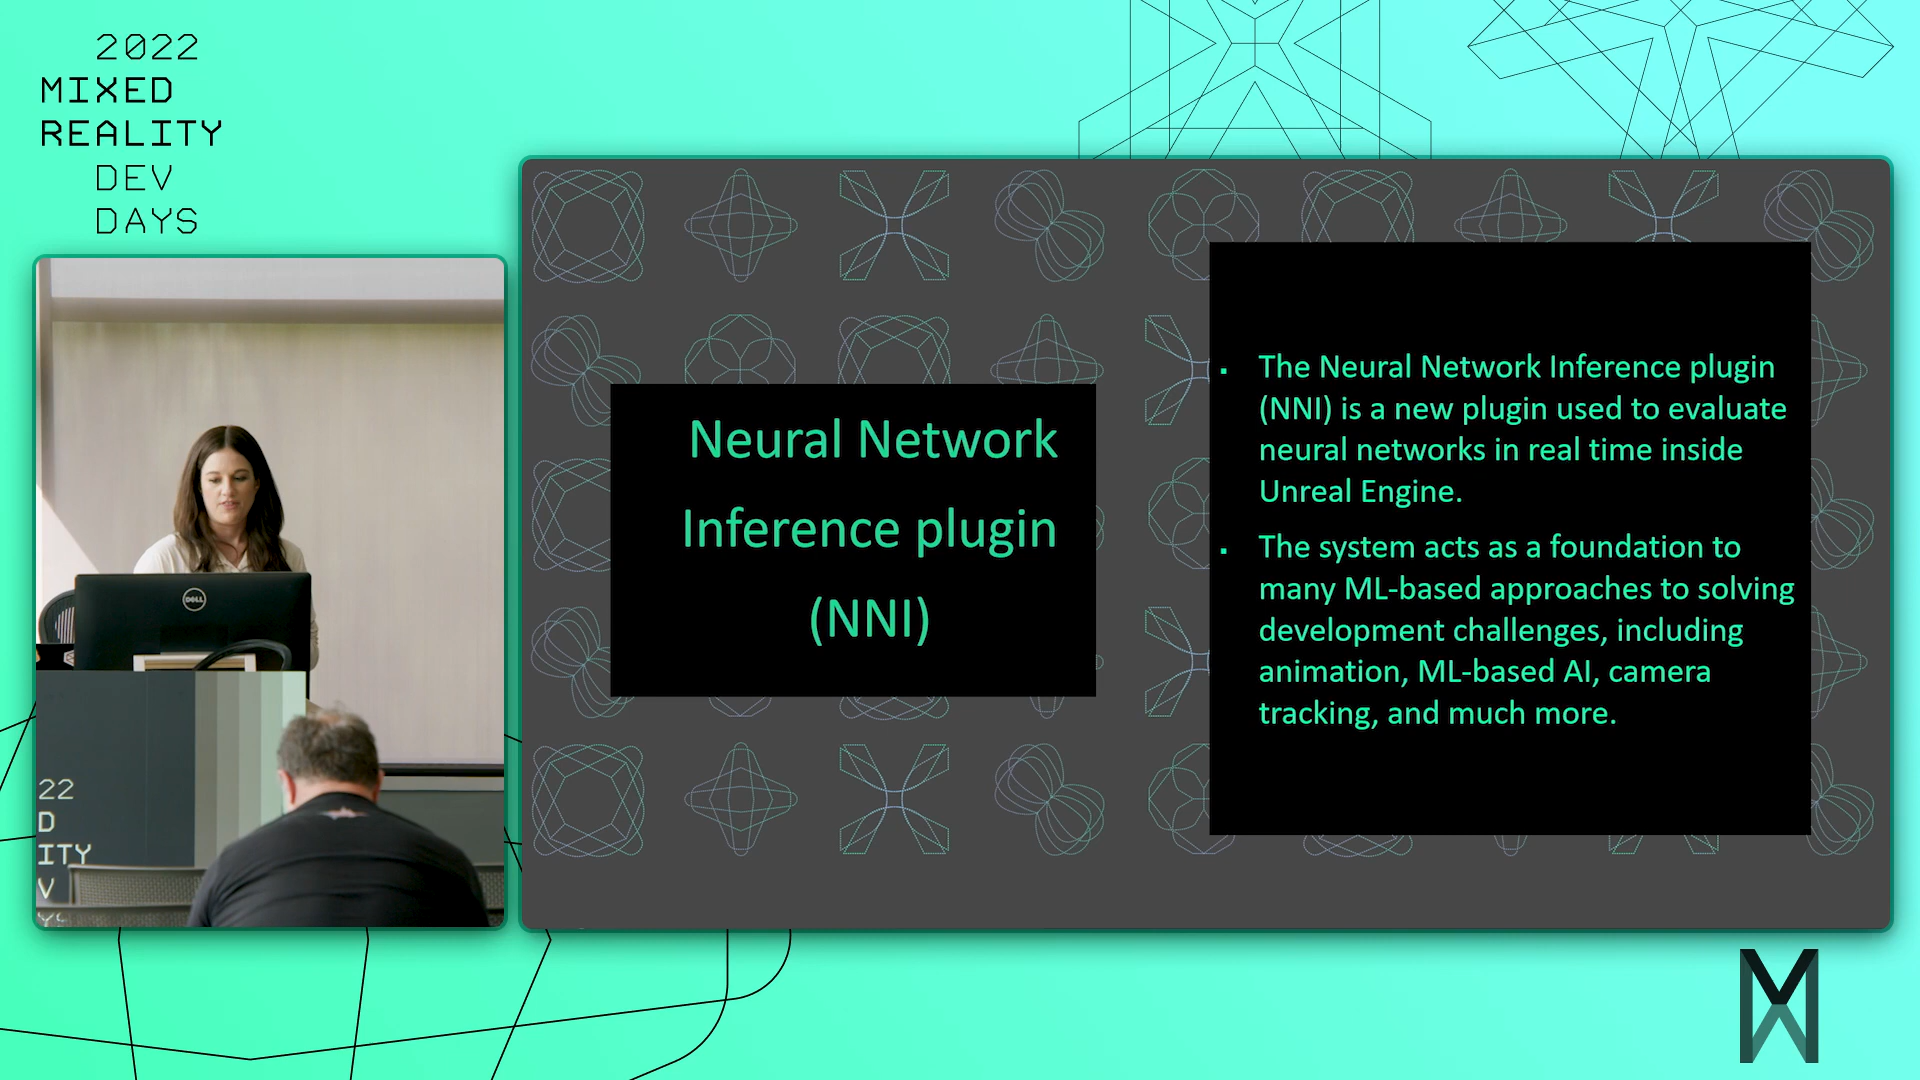 2022
MIXED
REALITY
DEV
DAYS
DELL
22
D
ITY
V
YS
Neural Network
Inference plugin
(NNI)
▪ The Neural Network Inference plugin
(NNI) is a new plugin used to evaluate
neural networks in real time inside
Unreal Engine.
▪ The system acts as a foundation to
many ML-based approaches to solving
development challenges, including
animation, ML-based AI, camera
tracking, and much more.